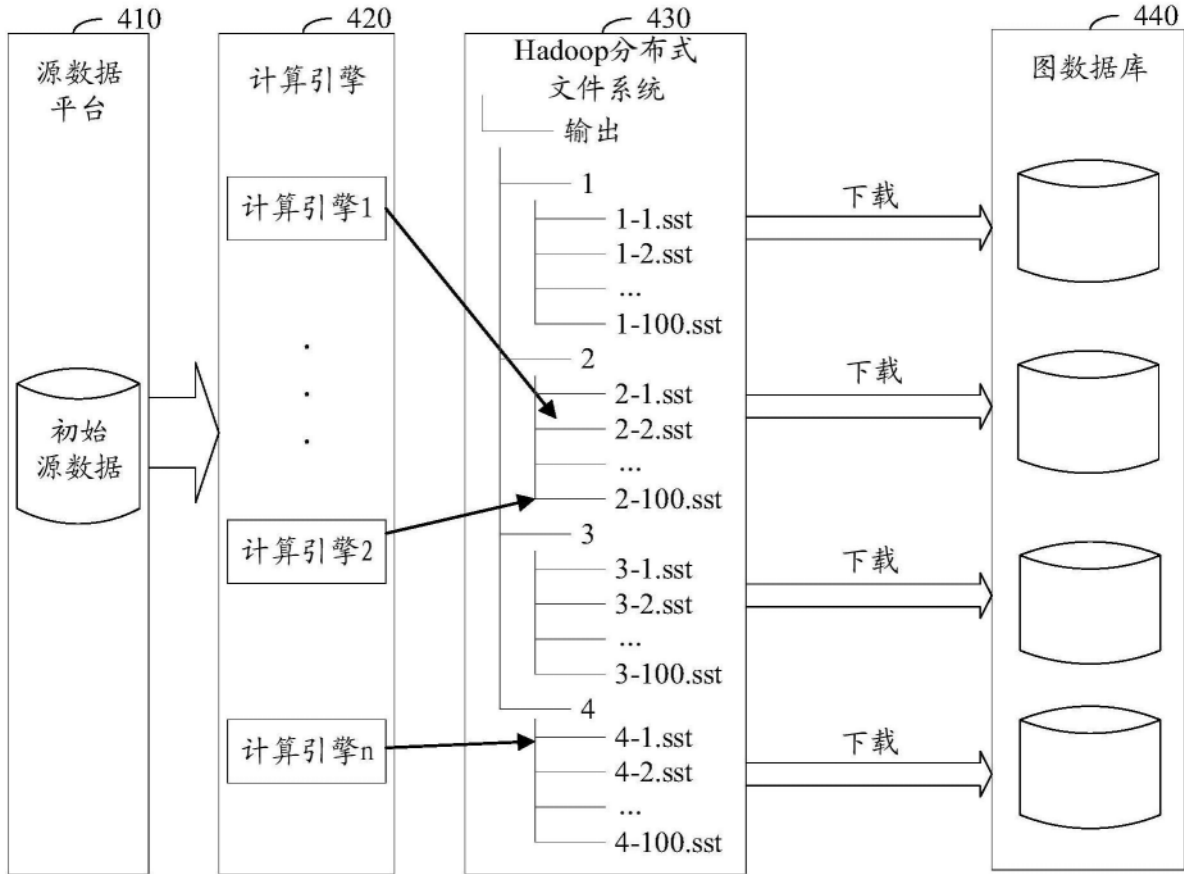 410
源数据
平台
初始
源数据
420
计算引擎
计算引擎1
计算引擎2
计算引擎n
430
Hadoop分布式
文件系统
输出
1
1-1.sst
1-2.sst
...
1-100.sst
2
2-1.sst
2-2.sst
...
2-100.sst
3
3-1.sst
3-2.sst
...
3-100.sst
4
4-1.sst
4-2.sst
...
4-100.sst
下载
下载
下载
下载
440
图数据库